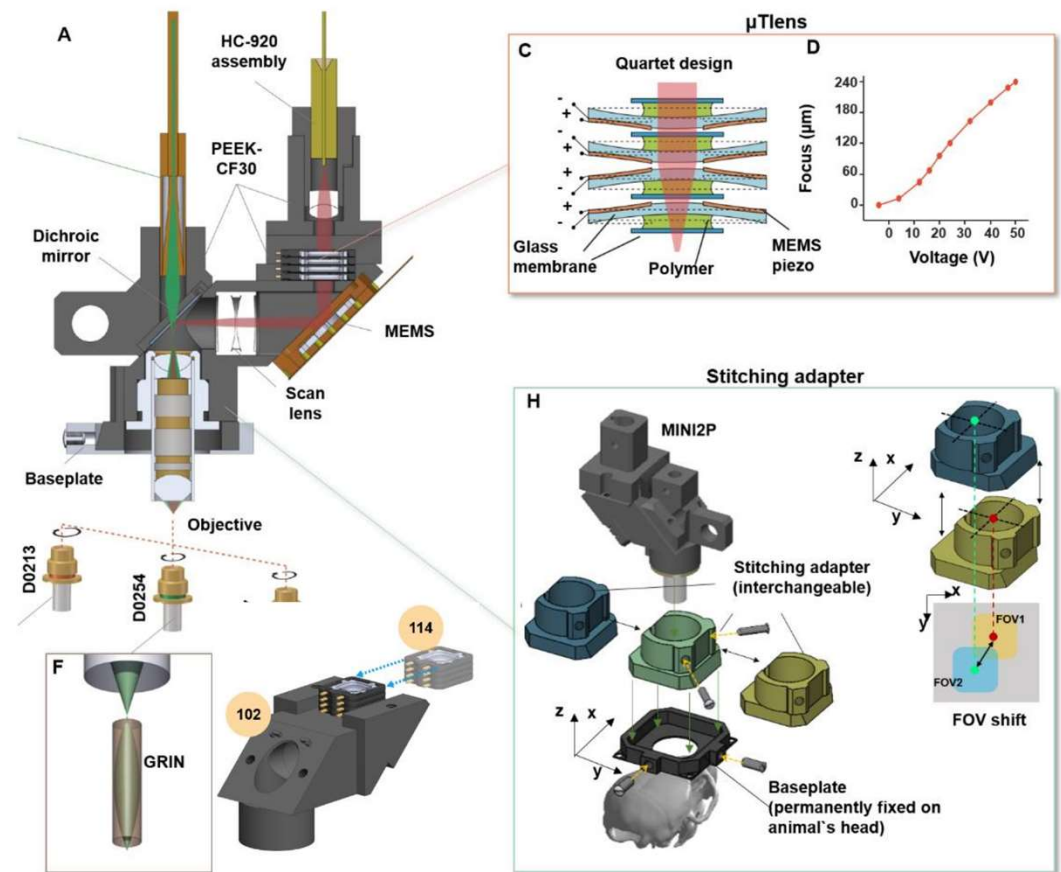 µTlens
A
HC-920
assembly
PEEK-
CF30
Dichroic
mirror
MEMS
Scan
lens
Baseplate
Objective
D0213
D0254
C
Quartet design
-
+
-
+
+
-
+
-
Glass
membrane
Polymer
MEMS
piezo
D
Focus (µm)
240
180
120
60
0
0
10
20
30
40
50
Voltage (V)
F
GRIN
114
102
Stitching adapter
H
MINI2P
Stitching adapter
(interchangeable)
z
x
y
Baseplate
(permanently fixed on
animal`s head)
z
x
y
x
y
FOV1
FOV2
FOV shift